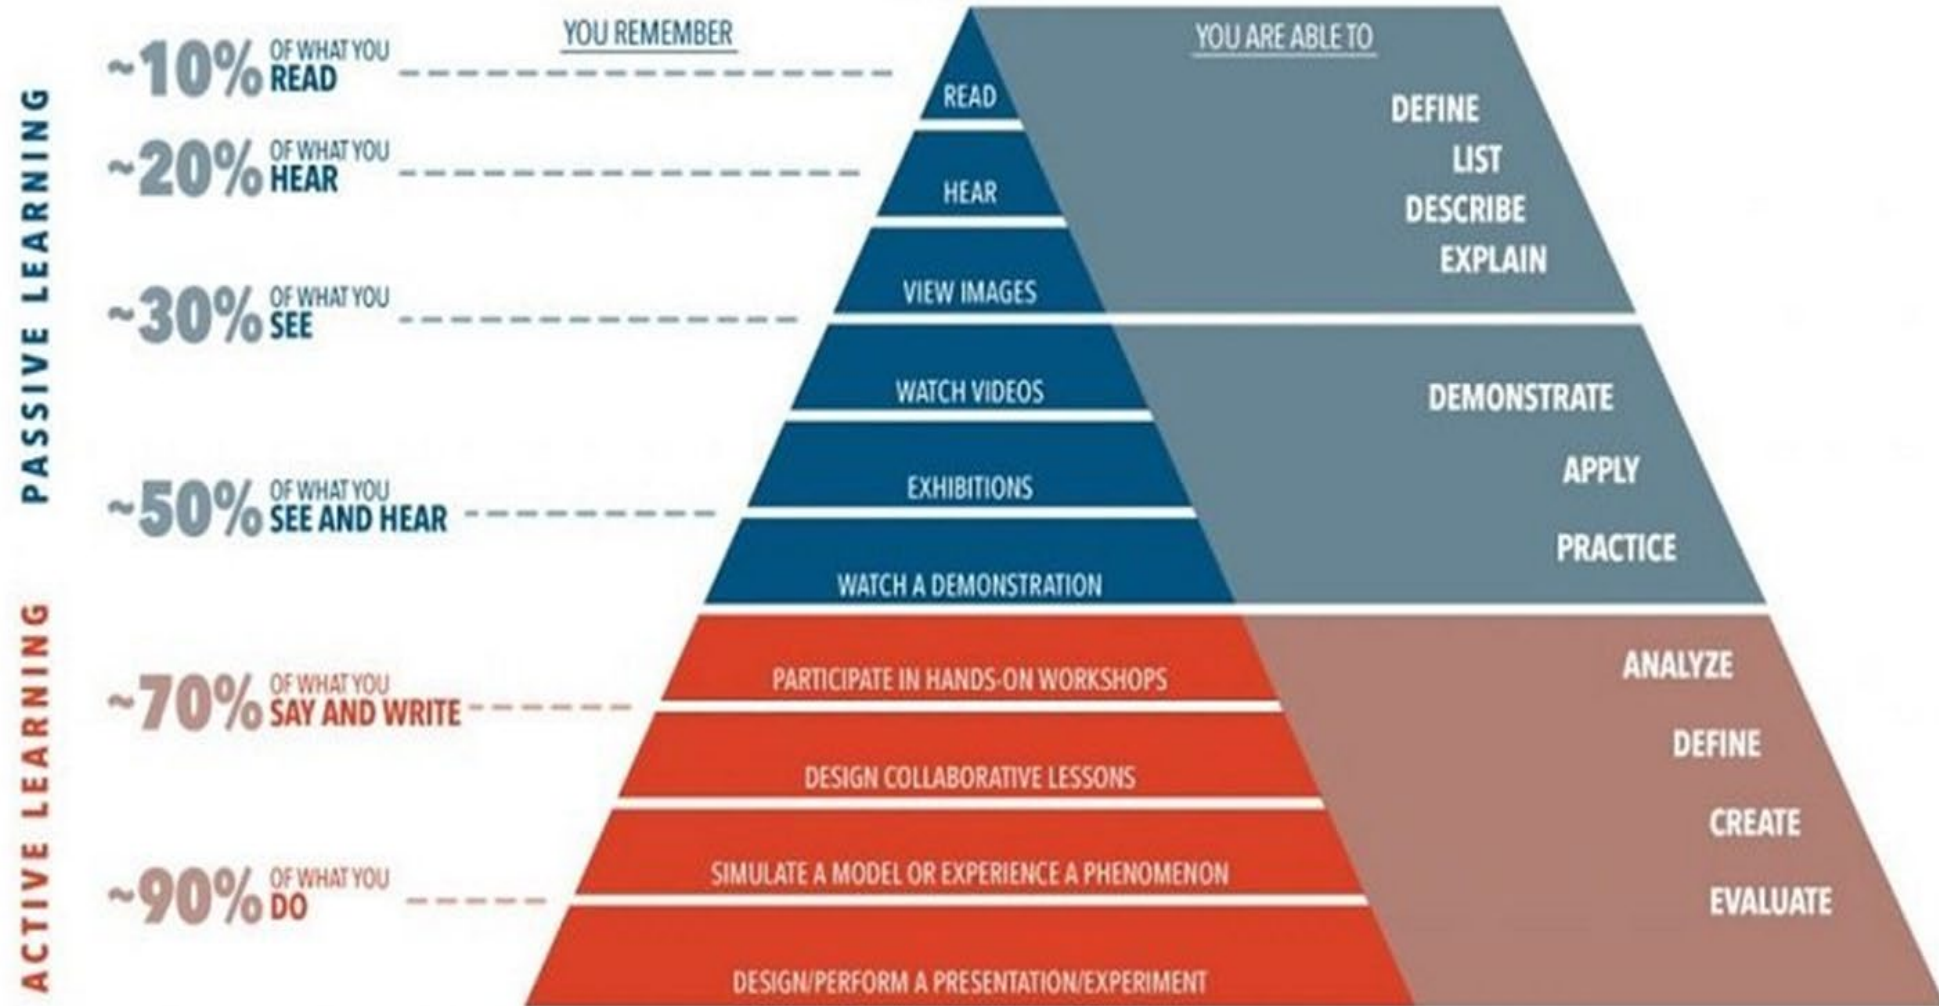 PASSIVE LEARNING
ACTIVE LEARNING
YOU REMEMBER
~10% OF WHAT YOU
READ
~20% OF WHAT YOU
HEAR
~30% OF WHAT YOU
SEE
~50% OF WHAT YOU
SEE AND HEAR
~70% OF WHAT YOU
SAY AND WRITE
~90% OF WHAT YOU
DO
READ
HEAR
VIEW IMAGES
WATCH VIDEOS
EXHIBITIONS
WATCH A DEMONSTRATION
PARTICIPATE IN HANDS-ON WORKSHOPS
DESIGN COLLABORATIVE LESSONS
SIMULATE A MODEL OR EXPERIENCE A PHENOMENON
DESIGN/PERFORM A PRESENTATION/EXPERIMENT
YOU ARE ABLE TO
DEFINE
LIST
DESCRIBE
EXPLAIN
DEMONSTRATE
APPLY
PRACTICE
ANALYZE
DEFINE
CREATE
EVALUATE